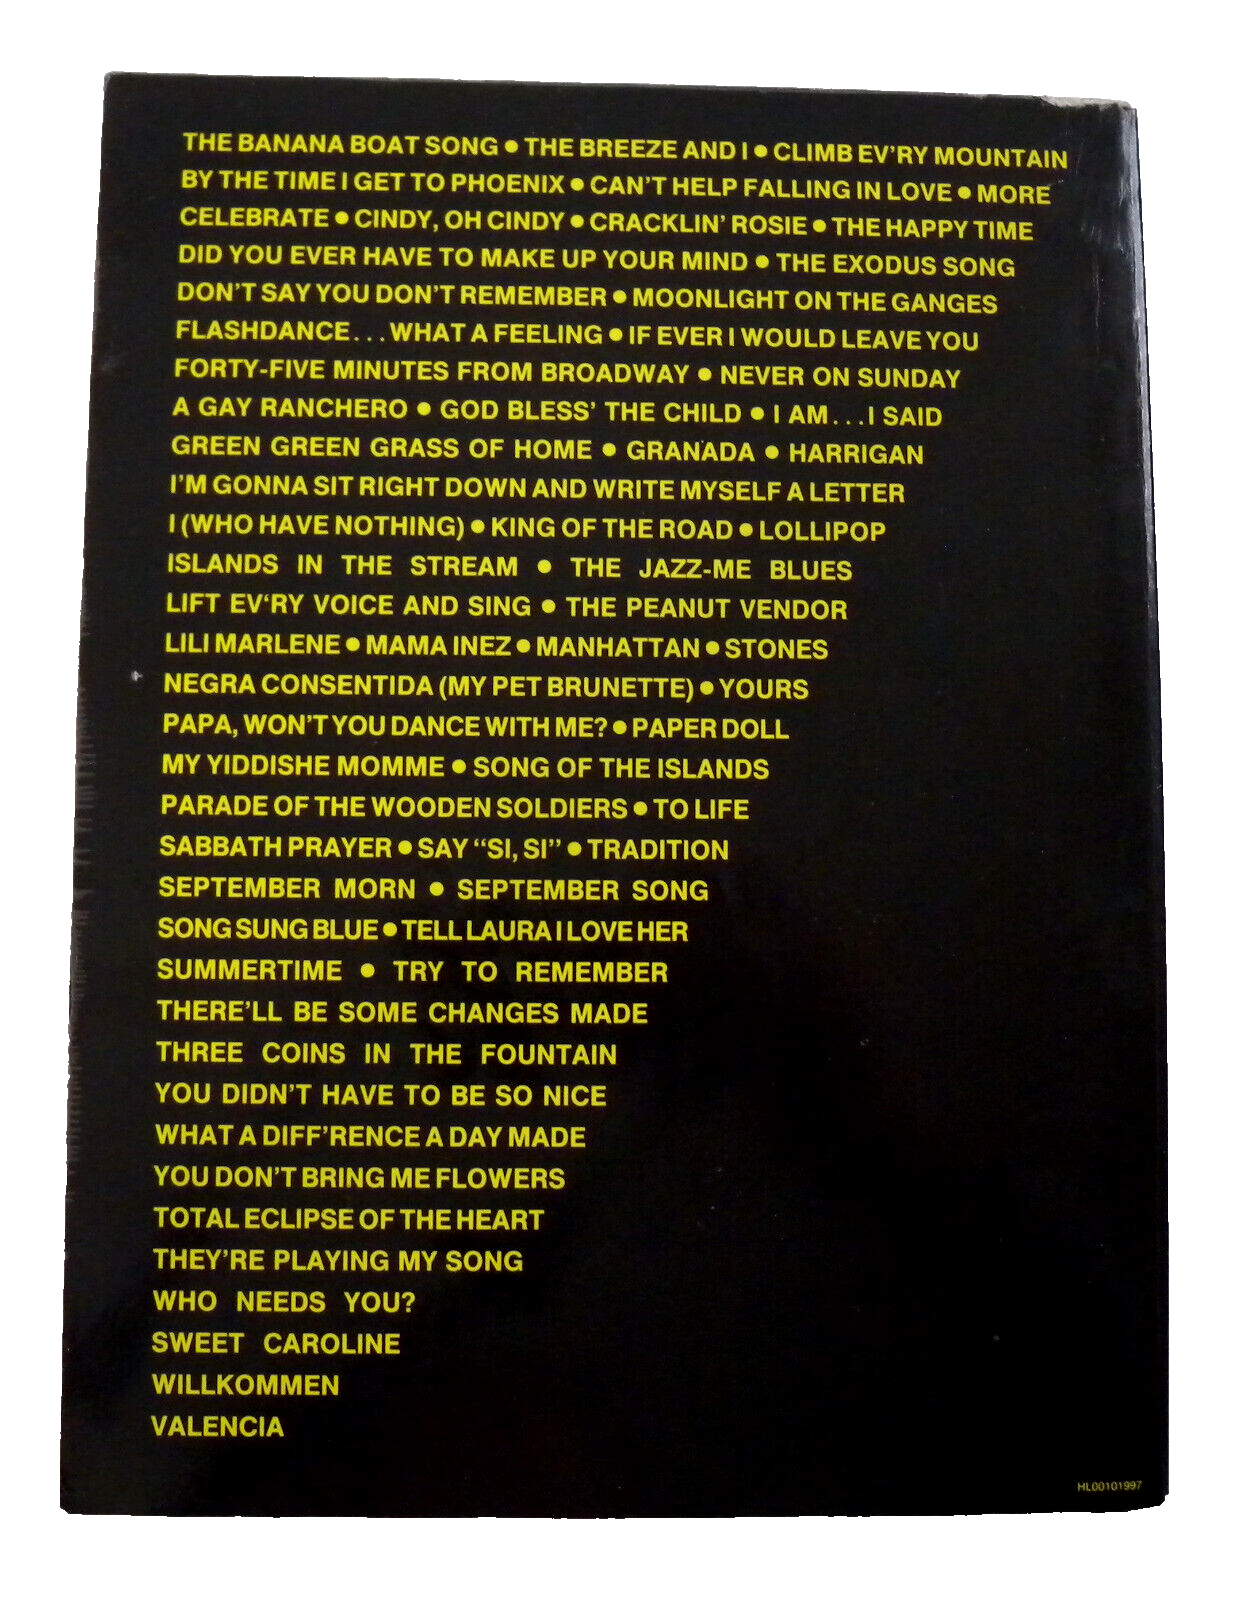 THE BANANA BOAT SONG ● THE BREEZE AND I ● CLIMB EV'RY MOUNTAIN
BY THE TIME I GET TO PHOENIX ● CAN'T HELP FALLING IN LOVE ● MORE
CELEBRATE ● CINDY, OH CINDY ● CRACKLIN' ROSIE ● THE HAPPY TIME
DID YOU EVER HAVE TO MAKE UP YOUR MIND ● THE EXODUS SONG
DON'T SAY YOU DON'T REMEMBER ● MOONLIGHT ON THE GANGES
FLASHDANCE...WHAT A FEELING ● IF EVER I WOULD LEAVE YOU
FORTY-FIVE MINUTES FROM BROADWAY ● NEVER ON SUNDAY
A GAY RANCHERO ● GOD BLESS' THE CHILD ● I AM...I SAID
GREEN GREEN GRASS OF HOME ● GRANADA ● HARRIGAN
I'M GONNA SIT RIGHT DOWN AND WRITE MYSELF A LETTER
I (WHO HAVE NOTHING) ● KING OF THE ROAD ● LOLLIPOP
ISLANDS IN THE STREAM ● THE JAZZ-ME BLUES
LIFT EV'RY VOICE AND SING ● THE PEANUT VENDOR
LILI MARLENE ● MAMA INEZ ● MANHATTAN ● STONES
NEGRA CONSENTIDA (MY PET BRUNETTE) ● YOURS
PAPA, WON'T YOU DANCE WITH ME? ● PAPER DOLL
MY YIDDISHE MOMME ● SONG OF THE ISLANDS
PARADE OF THE WOODEN SOLDIERS ● TO LIFE
SABBATH PRAYER ● SAY "SI, SI" ● TRADITION
SEPTEMBER MORN ● SEPTEMBER SONG
SONG SUNG BLUE ● TELL LAURA I LOVE HER
SUMMERTIME ● TRY TO REMEMBER
THERE'LL BE SOME CHANGES MADE
THREE COINS IN THE FOUNTAIN
YOU DIDN'T HAVE TO BE SO NICE
WHAT A DIFF'RENCE A DAY MADE
YOU DON'T BRING ME FLOWERS
TOTAL ECLIPSE OF THE HEART
THEY'RE PLAYING MY SONG
WHO NEEDS YOU?
SWEET CAROLINE
WILLKOMMEN
VALENCIA
HL00101997